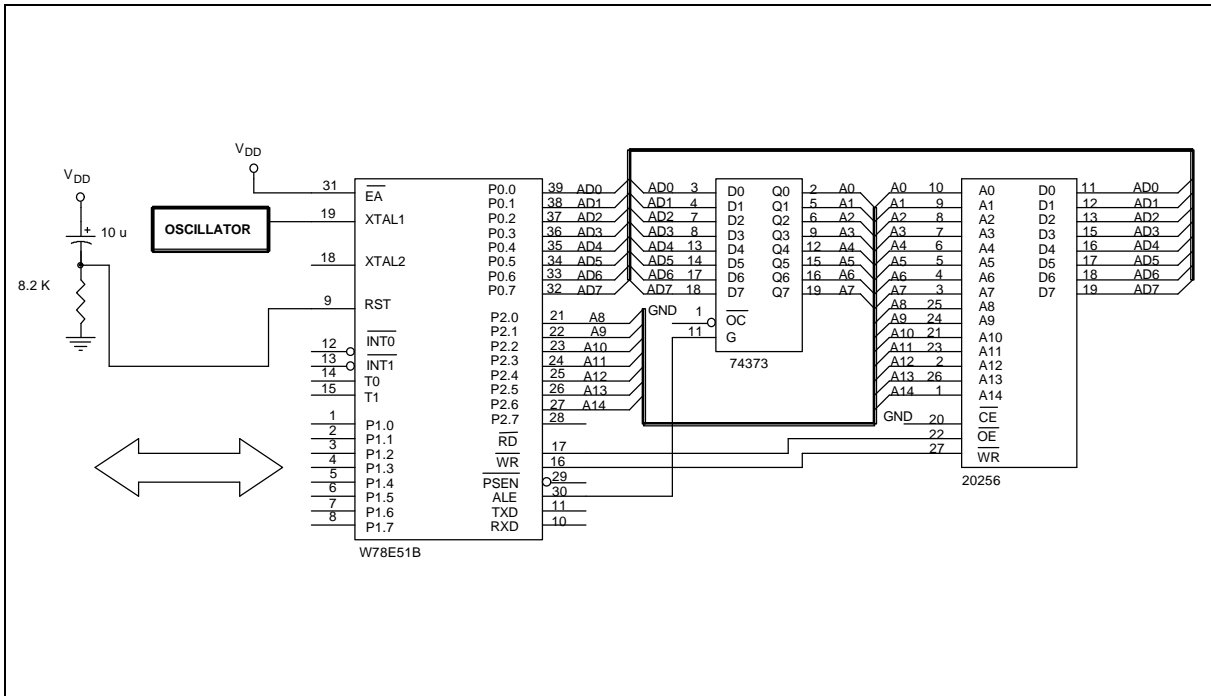 VDD
10 u
8.2 K
VDD
OSCILLATOR
31 EA
19 XTAL1
18 XTAL2
9 RST
12 INT0
13 INT1
14 T0
15 T1
1 P1.0
2 P1.1
3 P1.2
4 P1.3
5 P1.4
6 P1.5
7 P1.6
8 P1.7
P0.0 39 AD0
P0.1 38 AD1
P0.2 37 AD2
P0.3 36 AD3
P0.4 35 AD4
P0.5 34 AD5
P0.6 33 AD6
P0.7 32 AD7
P2.0 21 A8
P2.1 22 A9
P2.2 23 A10
P2.3 24 A11
P2.4 25 A12
P2.5 26 A13
P2.6 27 A14
P2.7 28
RD 17
WR 16
PSEN 29
ALE 30
TXD 11
RXD 10
W78E51B
AD0 3 D0 Q0 2 A0
AD1 4 D1 Q1 5 A1
AD2 7 D2 Q2 6 A2
AD3 8 D3 Q3 9 A3
AD4 13 D4 Q4 12 A4
AD5 14 D5 Q5 15 A5
AD6 17 D6 Q6 16 A6
AD7 18 D7 Q7 19 A7
GND 1 OC
11 G
74373
A0 10 A0 D0 11 AD0
A1 9 A1 D1 12 AD1
A2 8 A2 D2 13 AD2
A3 7 A3 D3 15 AD3
A4 6 A4 D4 16 AD4
A5 5 A5 D5 17 AD5
A6 4 A6 D6 18 AD6
A7 3 A7 D7 19 AD7
A8 25 A8
A9 24 A9
A10 21 A10
A11 23 A11
A12 2 A12
A13 26 A13
A14 1 A14
GND 20 CE
22 OE
27 WR
20256